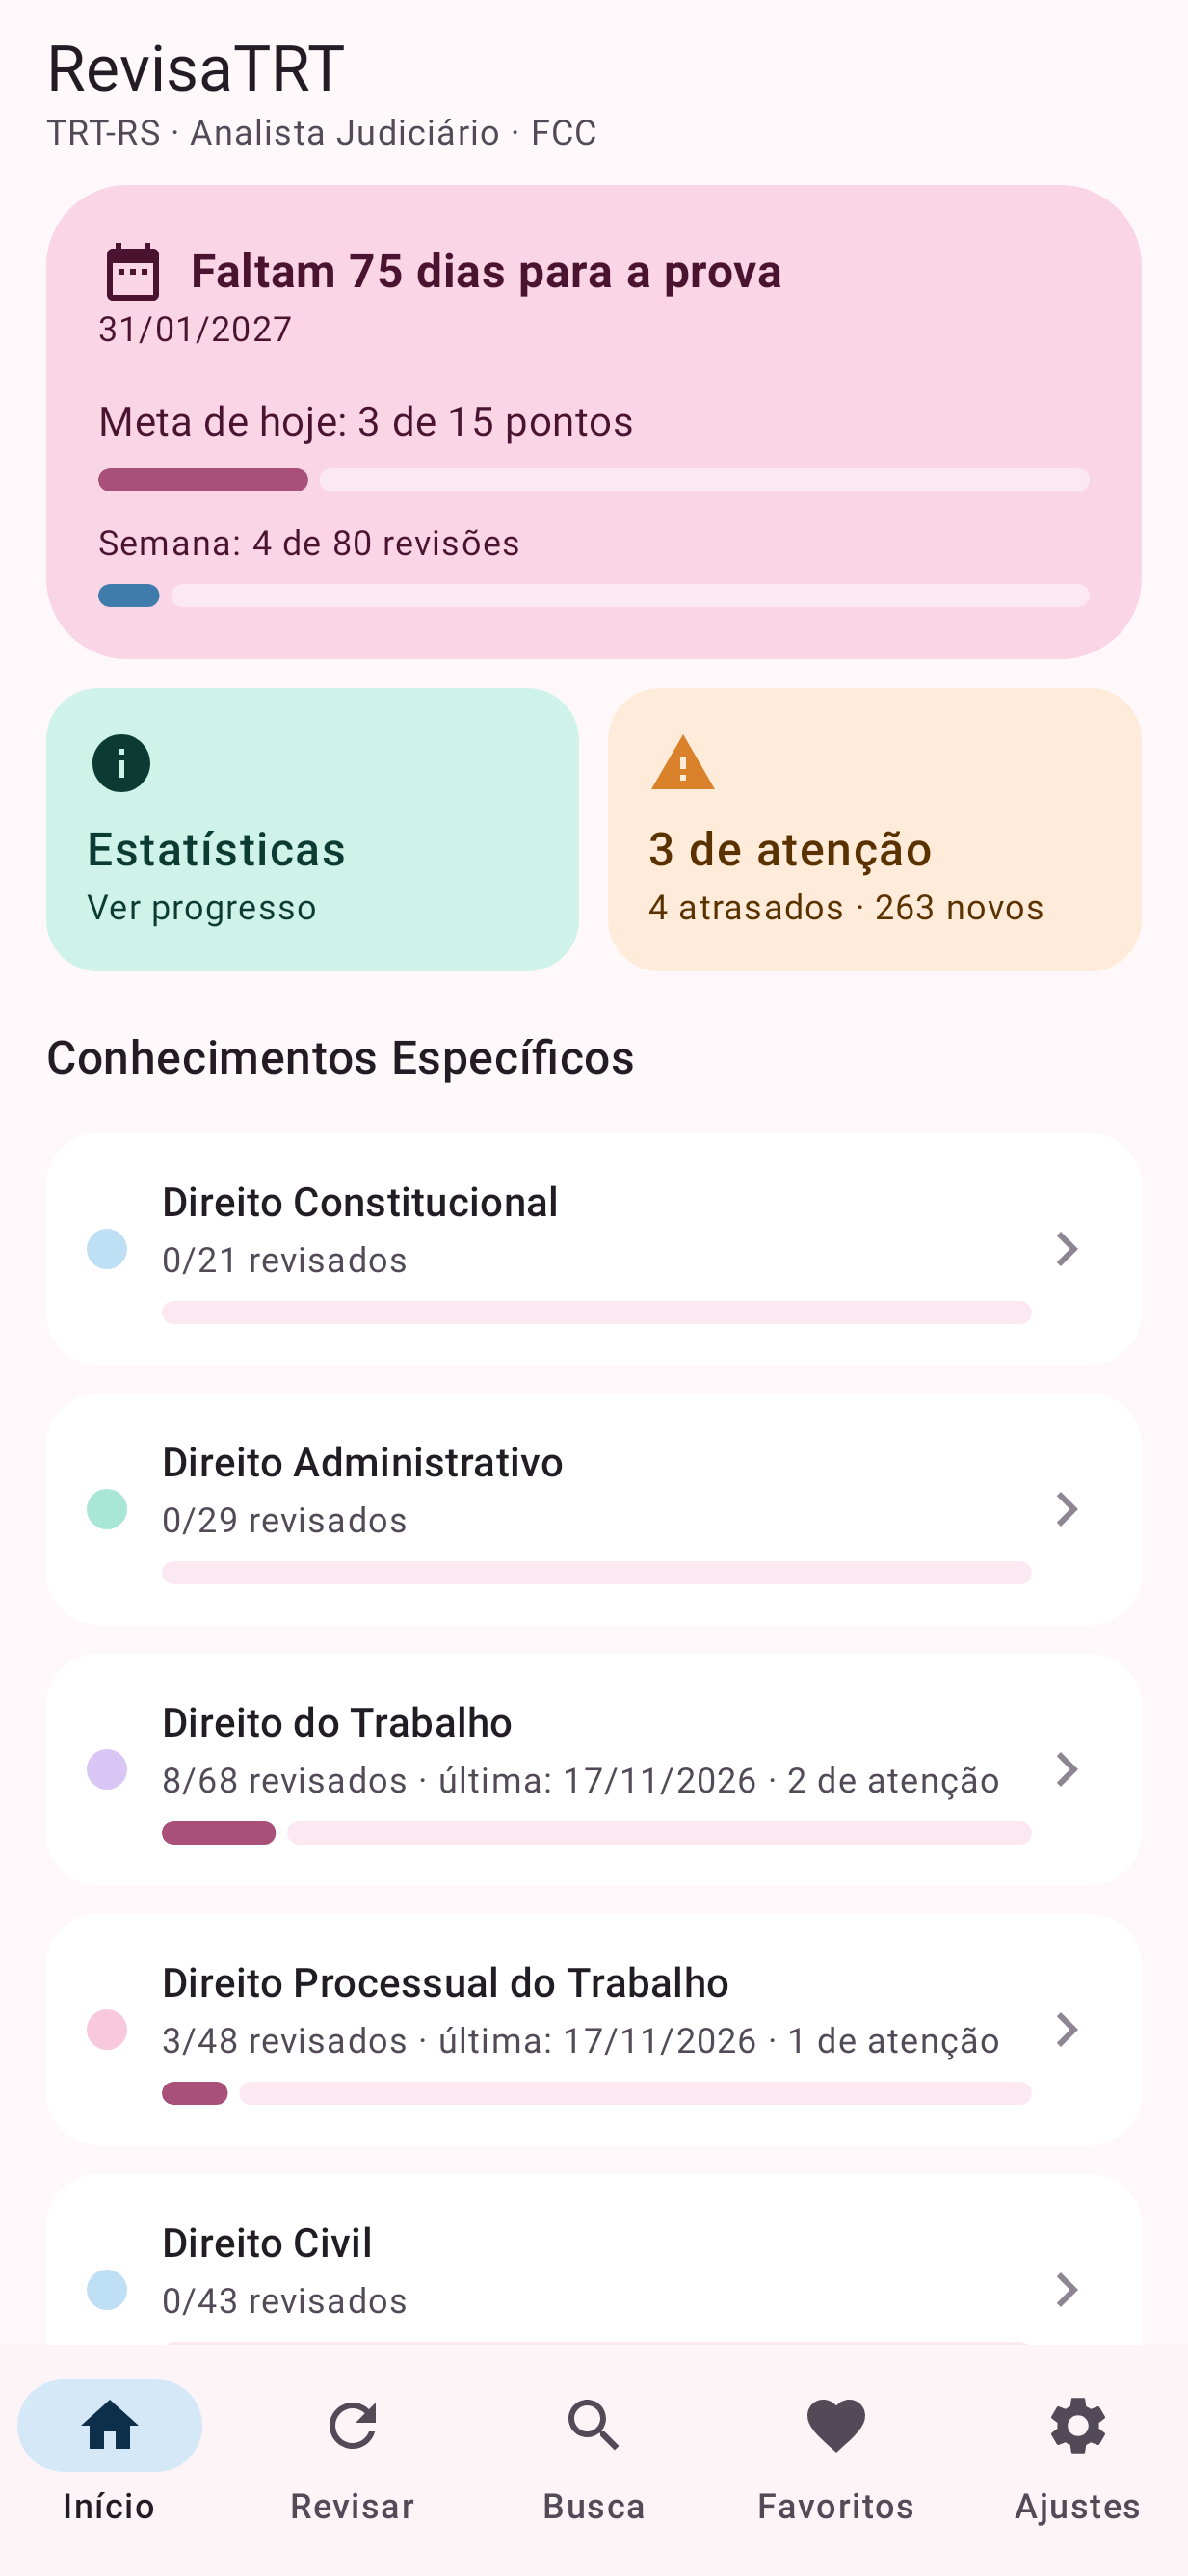 RevisaTRT
TRT-RS · Analista Judiciário · FCC
Faltam 75 dias para a prova
31/01/2027
Meta de hoje: 3 de 15 pontos
Semana: 4 de 80 revisões
Estatísticas
Ver progresso
3 de atenção
4 atrasados · 263 novos
Conhecimentos Específicos
Direito Constitucional
0/21 revisados
Direito Administrativo
0/29 revisados
Direito do Trabalho
8/68 revisados · última: 17/11/2026 · 2 de atenção
Direito Processual do Trabalho
3/48 revisados · última: 17/11/2026 · 1 de atenção
Direito Civil
0/43 revisados
Início
Revisar
Busca
Favoritos
Ajustes